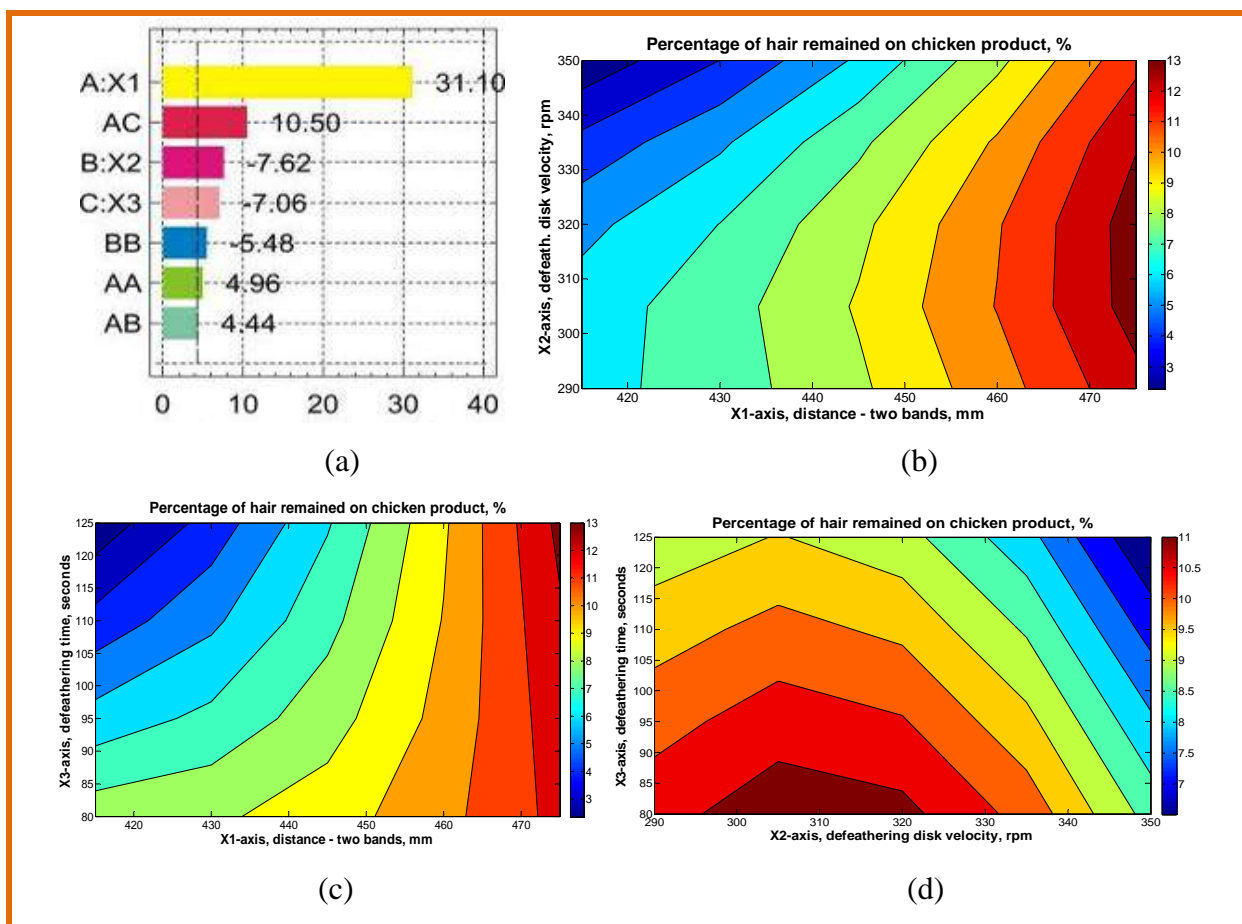 A:X1 31.10
AC 10.50
B:X2 -7.62
C:X3 -7.06
BB -5.48
AA 4.96
AB 4.44
0 10 20 30 40
(a)
Percentage of hair remained on chicken product, %
X2-axis, defeath. disk velocity, rpm
350
340
330
320
310
300
290
420 430 440 450 460 470
X1-axis, distance - two bands, mm
13
12
11
10
9
8
7
6
5
4
3
(b)
Percentage of hair remained on chicken product, %
X3-axis, defeathering time, seconds
125
120
115
110
105
100
95
90
85
80
420 430 440 450 460 470
X1-axis, distance - two bands, mm
13
12
11
10
9
8
7
6
5
4
3
(c)
Percentage of hair remained on chicken product, %
X3-axis, defeathering time, seconds
125
120
115
110
105
100
95
90
85
80
290 300 310 320 330 340 350
X2-axis, defeathering disk velocity, rpm
11
10.5
10
9.5
9
8.5
8
7.5
7
(d)